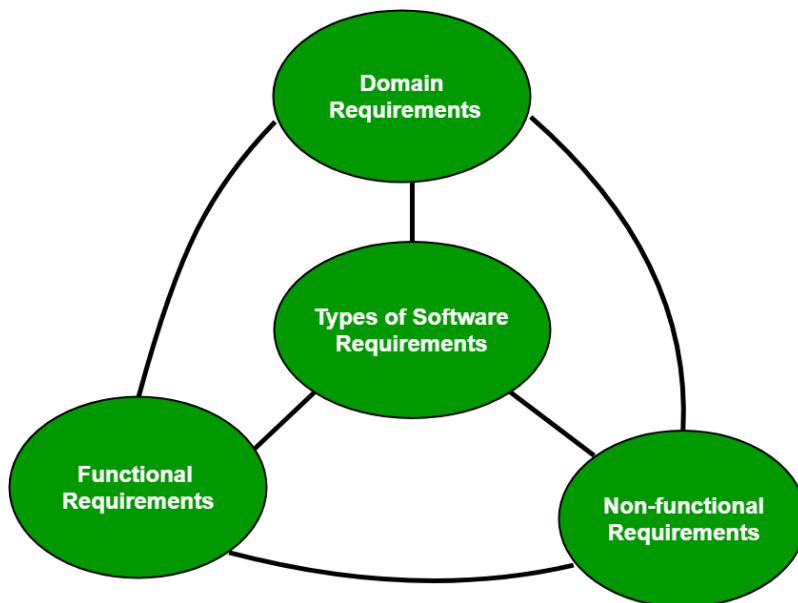 Domain
Requirements
Types of Software
Requirements
Functional
Requirements
Non-functional
Requirements